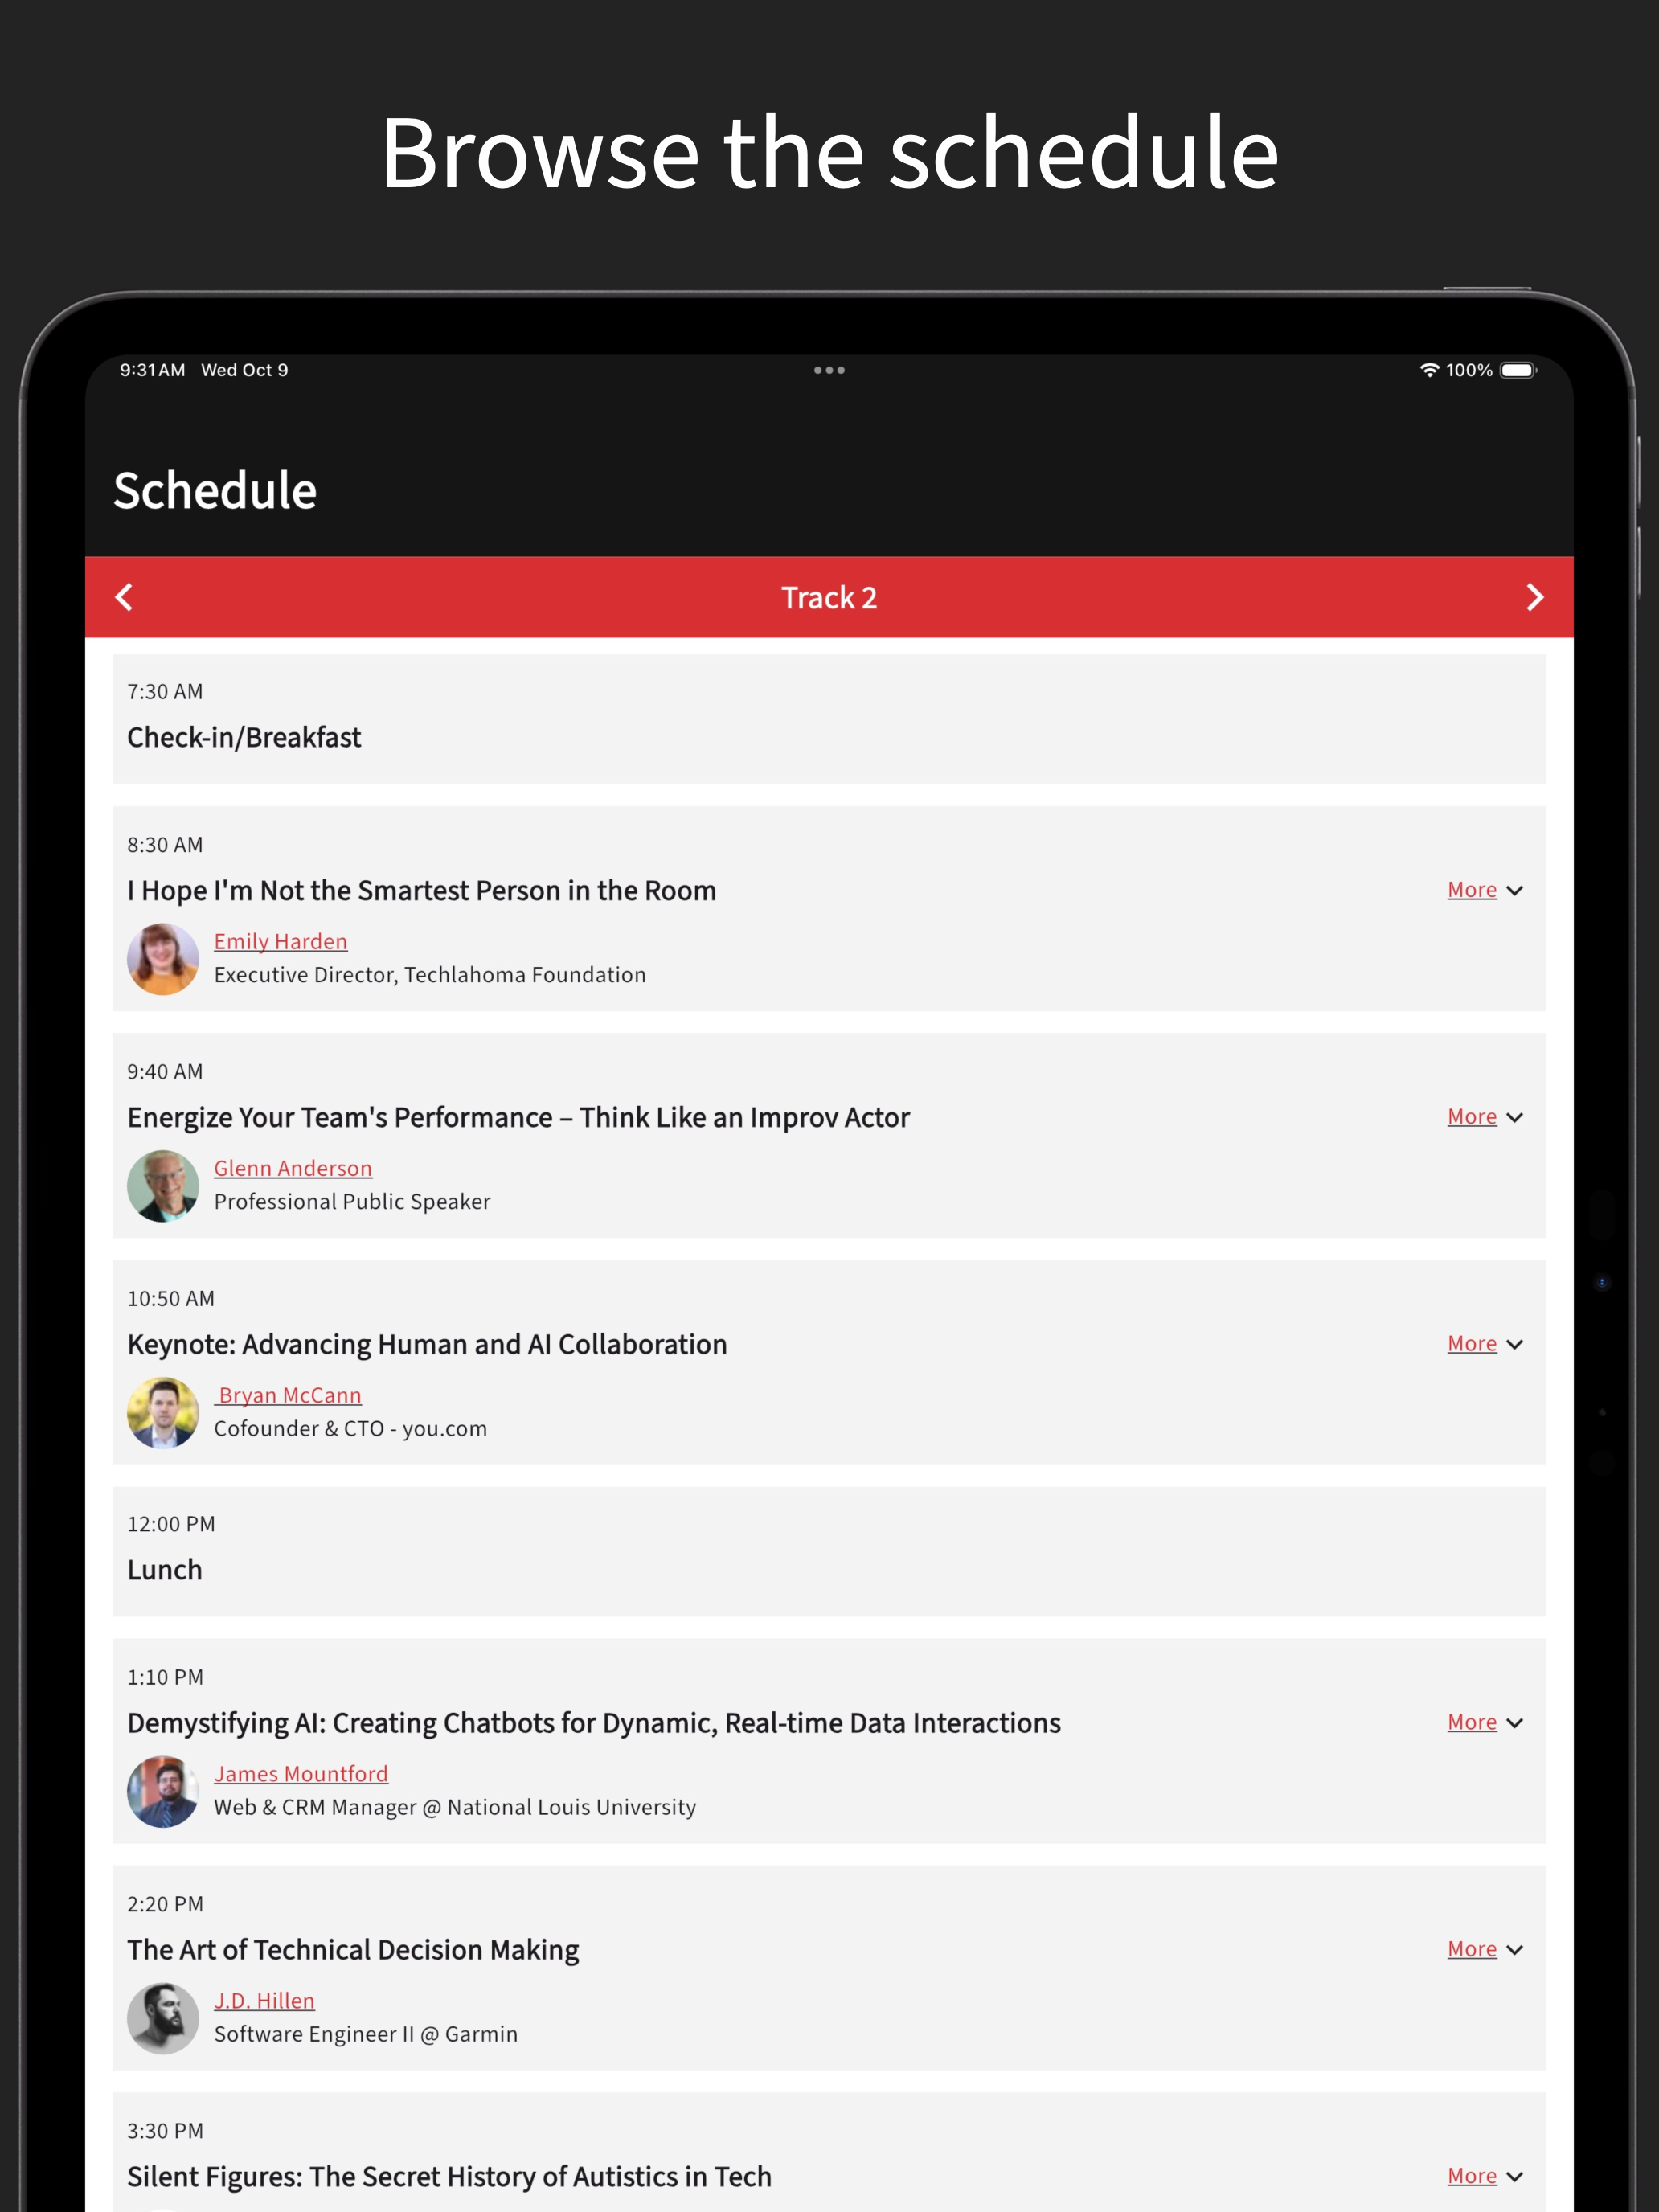 Browse the schedule
9:31 AM Wed Oct 9
100%
Schedule
Track 2
7:30 AM
Check-in/Breakfast
8:30 AM
I Hope I'm Not the Smartest Person in the Room
More
Emily Harden
Executive Director, Techlahoma Foundation
9:40 AM
Energize Your Team's Performance – Think Like an Improv Actor
More
Glenn Anderson
Professional Public Speaker
10:50 AM
Keynote: Advancing Human and AI Collaboration
More
Bryan McCann
Cofounder & CTO - you.com
12:00 PM
Lunch
1:10 PM
Demystifying AI: Creating Chatbots for Dynamic, Real-time Data Interactions
More
James Mountford
Web & CRM Manager @ National Louis University
2:20 PM
The Art of Technical Decision Making
More
J.D. Hillen
Software Engineer II @ Garmin
3:30 PM
Silent Figures: The Secret History of Autistics in Tech
More